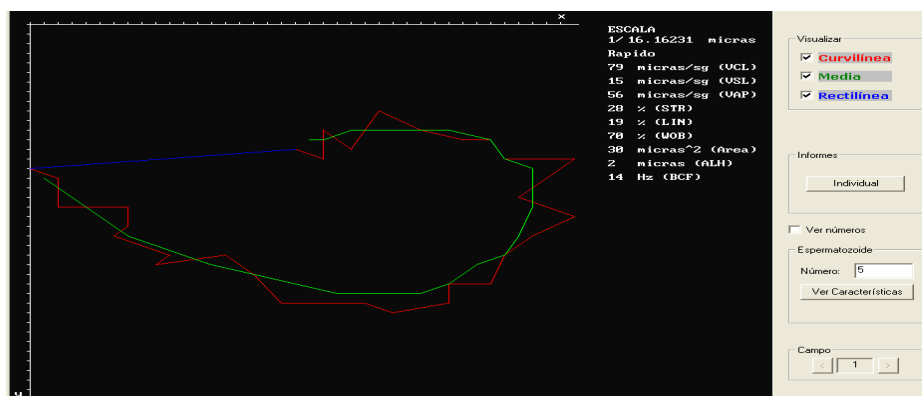 x
ESCALA
1/ 16.16231 micras
Rapido
79 micras/sg (VCL)
15 micras/sg (VSL)
56 micras/sg (VAP)
28 % (STR)
19 % (LIN)
70 % (WOB)
30 micras^2 (Area)
2 micras (ALH)
14 Hz (BCF)
Visualizar
Curvilínea
Media
Rectilínea
Informes
Individual
Ver números
Espermatozoide
Número: 5
Ver Características
Campo
< 1 >